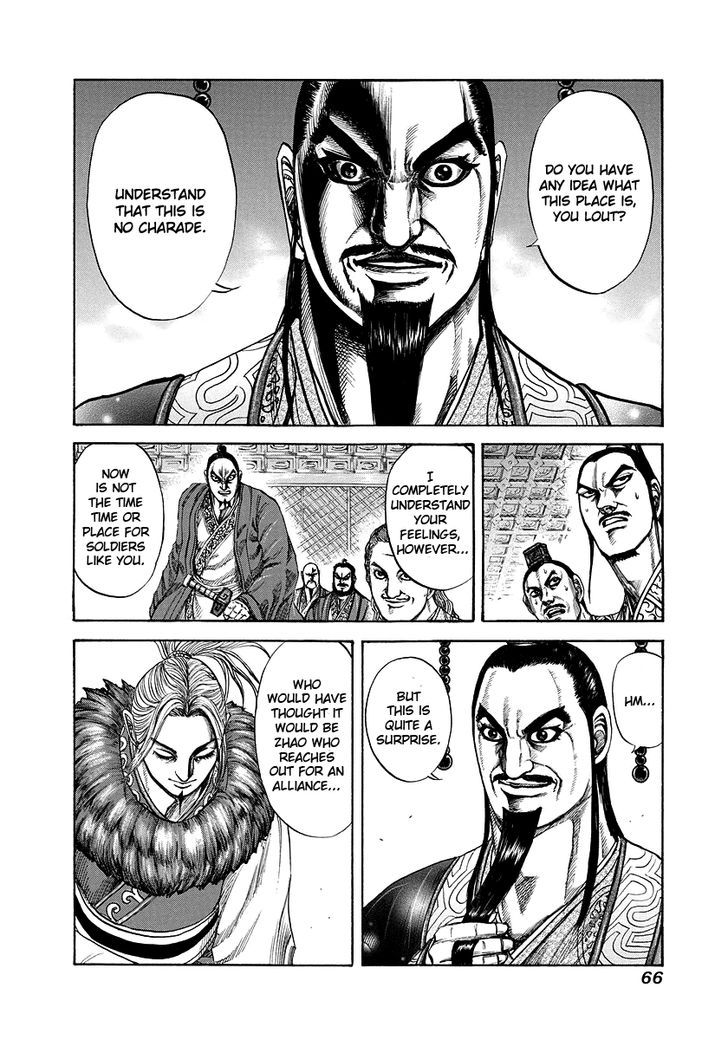 DO YOU HAVE
ANY IDEA WHAT
THIS PLACE IS,
YOU LOUT?
UNDERSTAND
THAT THIS IS
NO CHARADE.
I
COMPLETELY
UNDERSTAND
YOUR
FEELINGS,
HOWEVER...
NOW
IS NOT
THE TIME
TIME OR
PLACE FOR
SOLDIERS
LIKE YOU.
HM...
BUT
THIS IS
QUITE A
SURPRISE.
WHO
WOULD HAVE
THOUGHT IT
WOULD BE
ZHAO WHO
REACHES
OUT FOR AN
ALLIANCE...
66